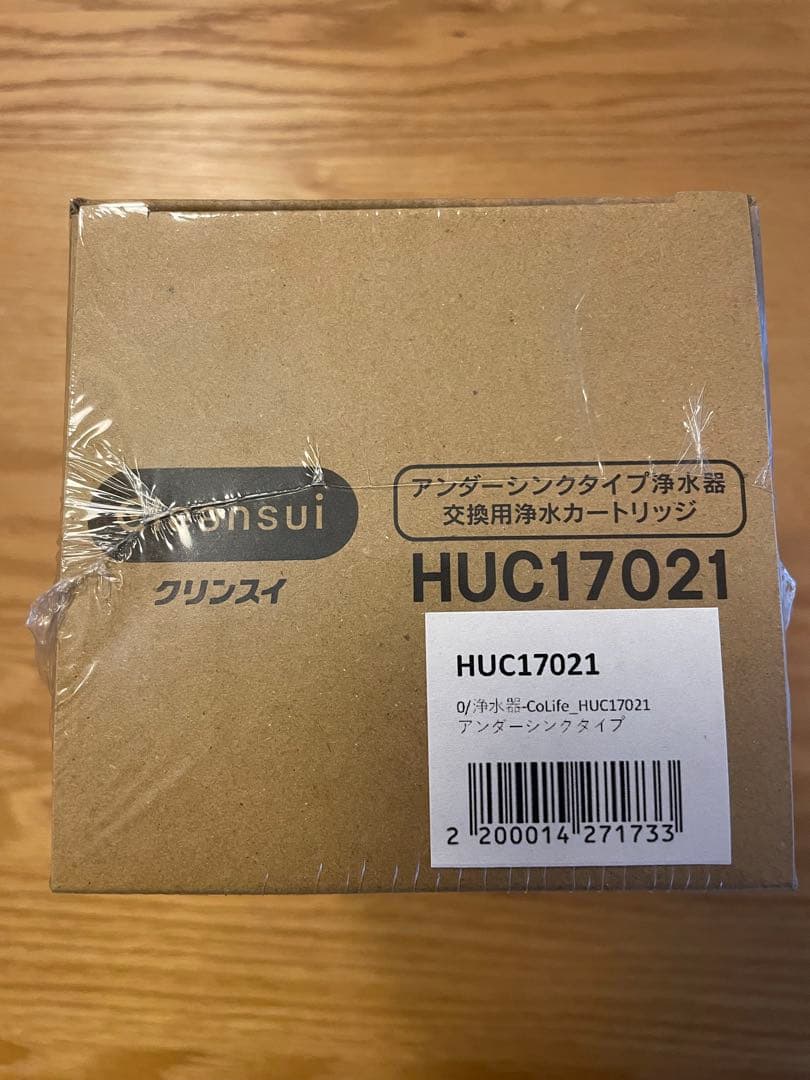 cleansui
クリンスイ
アンダーシンクタイプ浄水器
交換用浄水カートリッジ
HUC17021
HUC17021
0/浄水器-CoLife_HUC17021
アンダーシンクタイプ
2 200014 271733